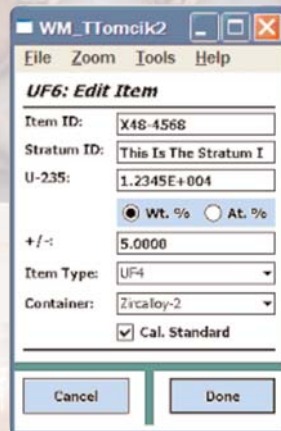 WM_TTomcik2
File Zoom Tools Help
UF6: Edit Item
Item ID: X48-4568
Stratum ID: This Is The Stratum I
U-235: 1.2345E+004
Wt. % At. %
+/-: 5.0000
Item Type: UF4
Container: Zircalloy-2
Cal. Standard
Cancel Done